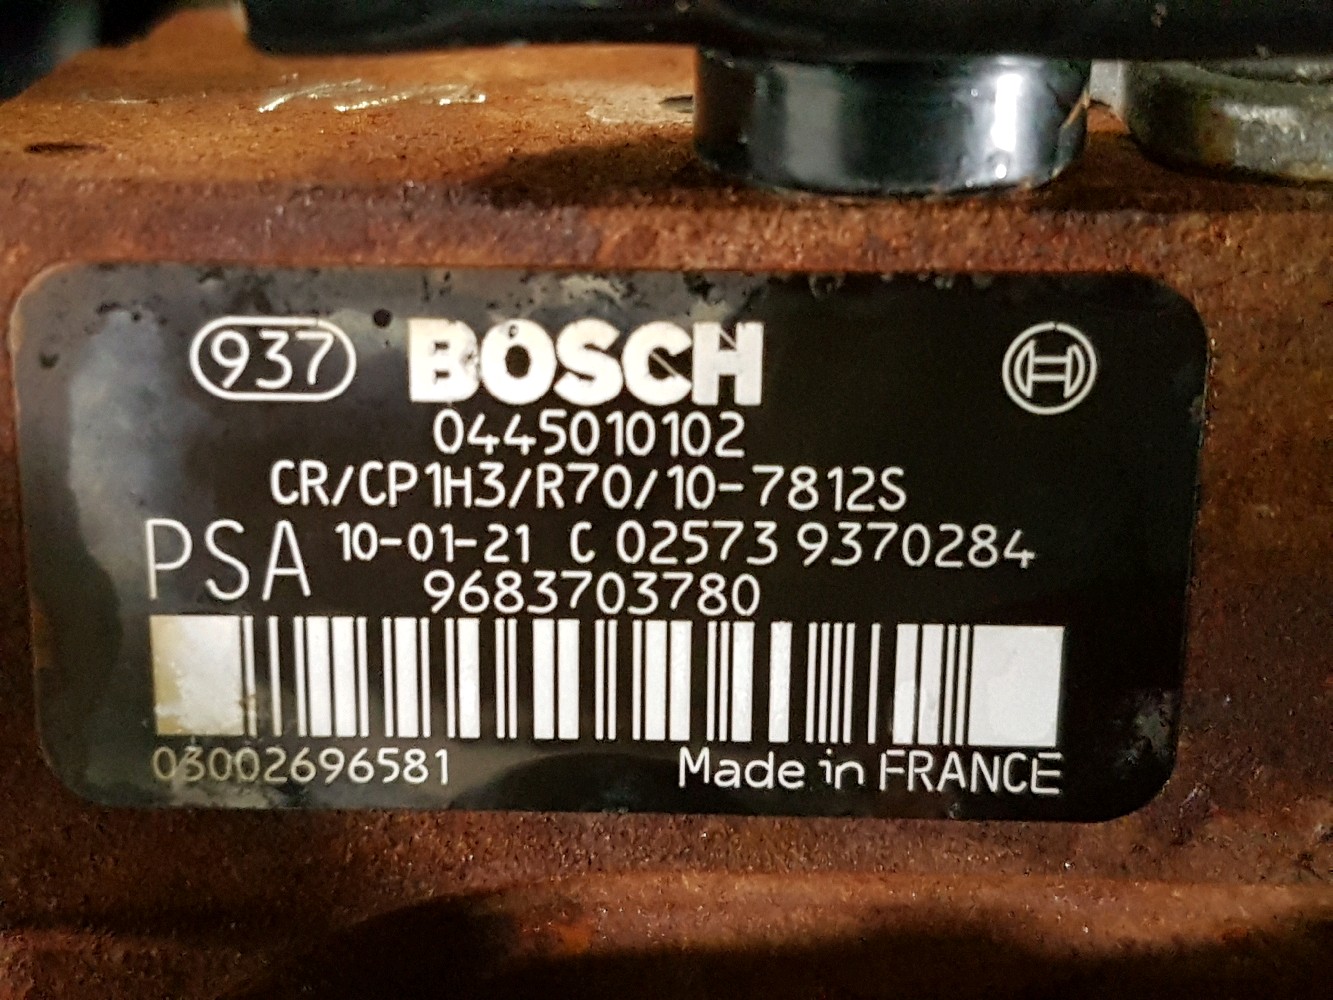 937 BOSCH
0445010102
CR/CP1H3/R70/10-7812S
PSA 10-01-21 C 02573 9370284
9683703780
03002696581 Made in FRANCE